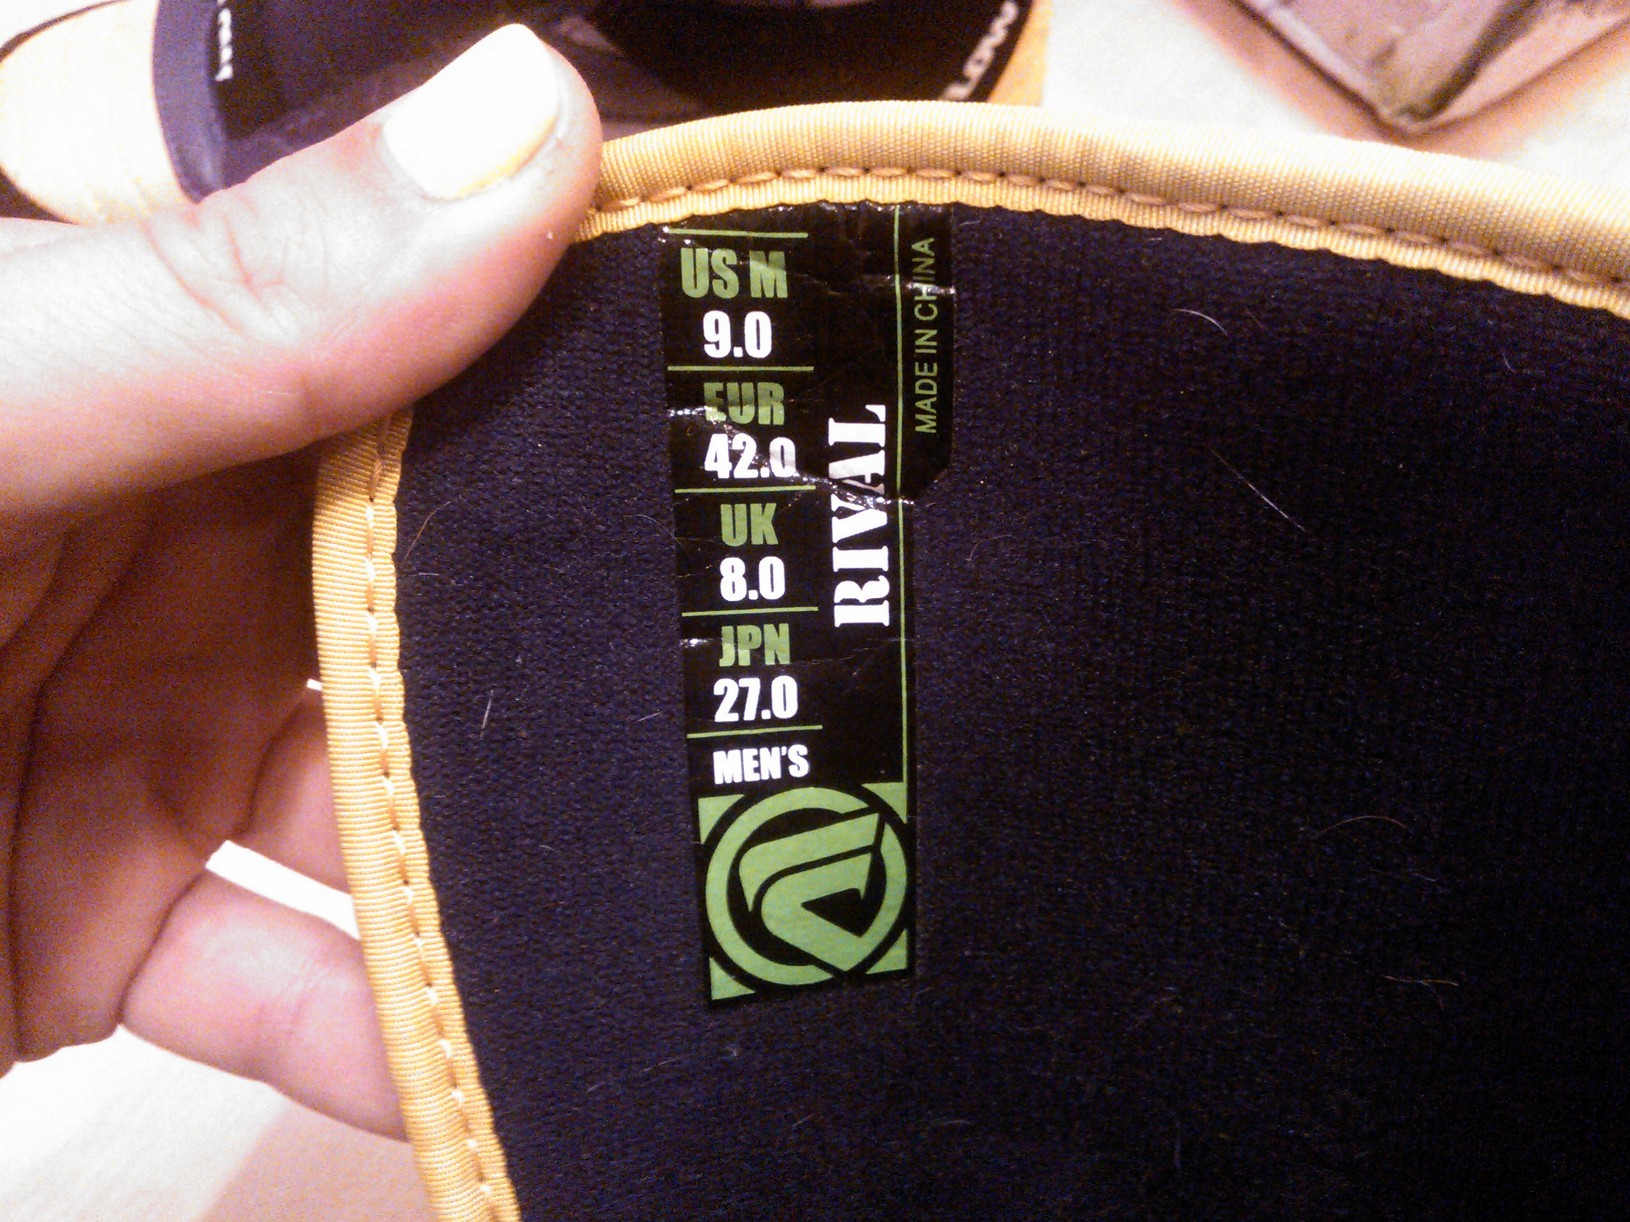 US M
9.0
EUR
42.0
UK
8.0
JPN
27.0
MEN'S
RIVAL
MADE IN CHINA